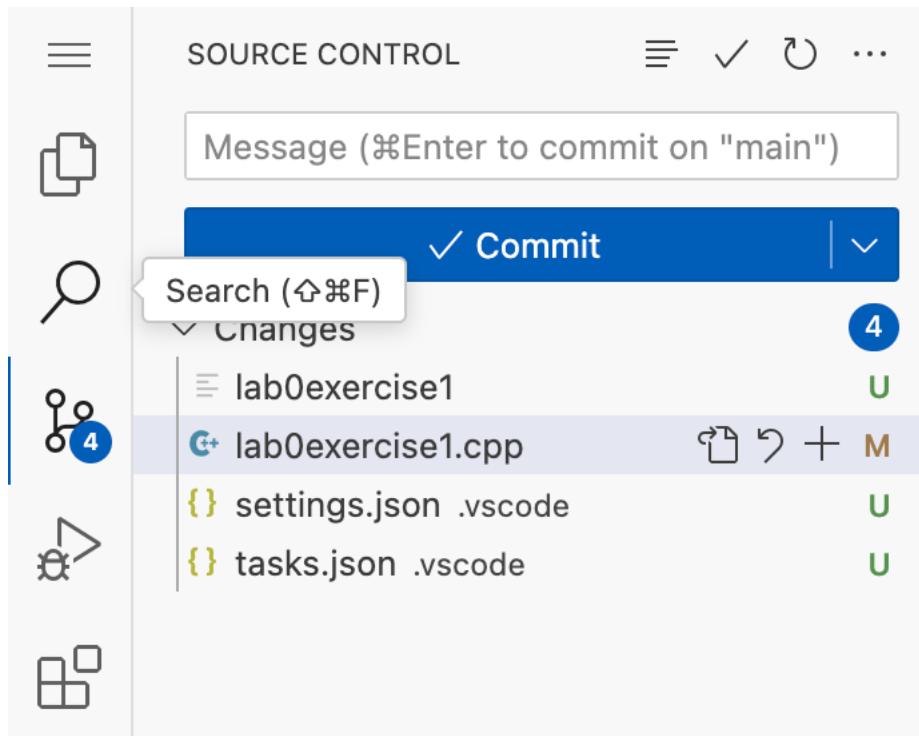 SOURCE CONTROL
Message (⌘Enter to commit on "main")
Commit
Search (⇧⌘F)
Changes
4
lab0exercise1
U
4
lab0exercise1.cpp
M
settings.json .vscode
U
tasks.json .vscode
U